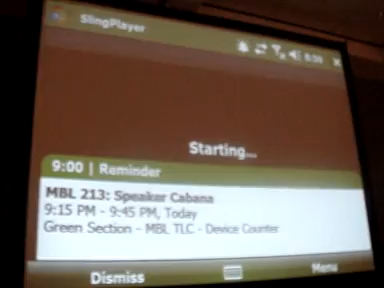 SlingPlayer
Starting...
9:00 | Reminder
MBL 213: Speaker Cabana
9:15 PM - 9:45 PM, Today
Green Section - MBL TLC - Device Counter
Dismiss
Menu